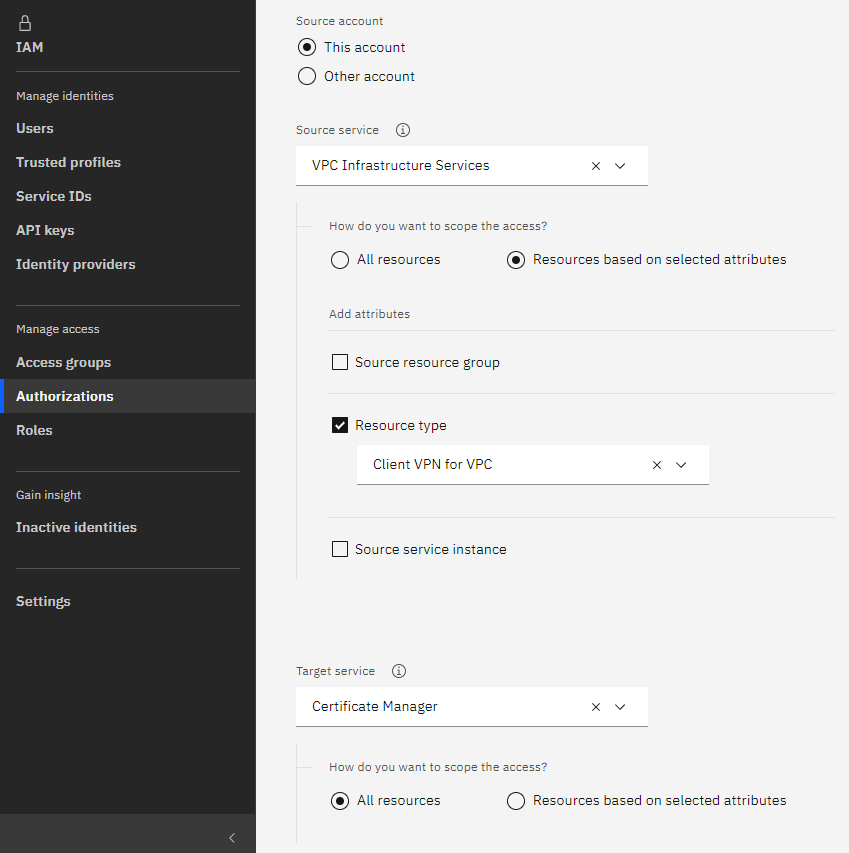 IAM
Manage identities
Users
Trusted profiles
Service IDs
API keys
Identity providers
Manage access
Access groups
Authorizations
Roles
Gain insight
Inactive identities
Settings
Source account
This account
Other account
Source service
VPC Infrastructure Services
How do you want to scope the access?
All resources Resources based on selected attributes
Add attributes
Source resource group
Resource type
Client VPN for VPC
Source service instance
Target service
Certificate Manager
How do you want to scope the access?
All resources Resources based on selected attributes